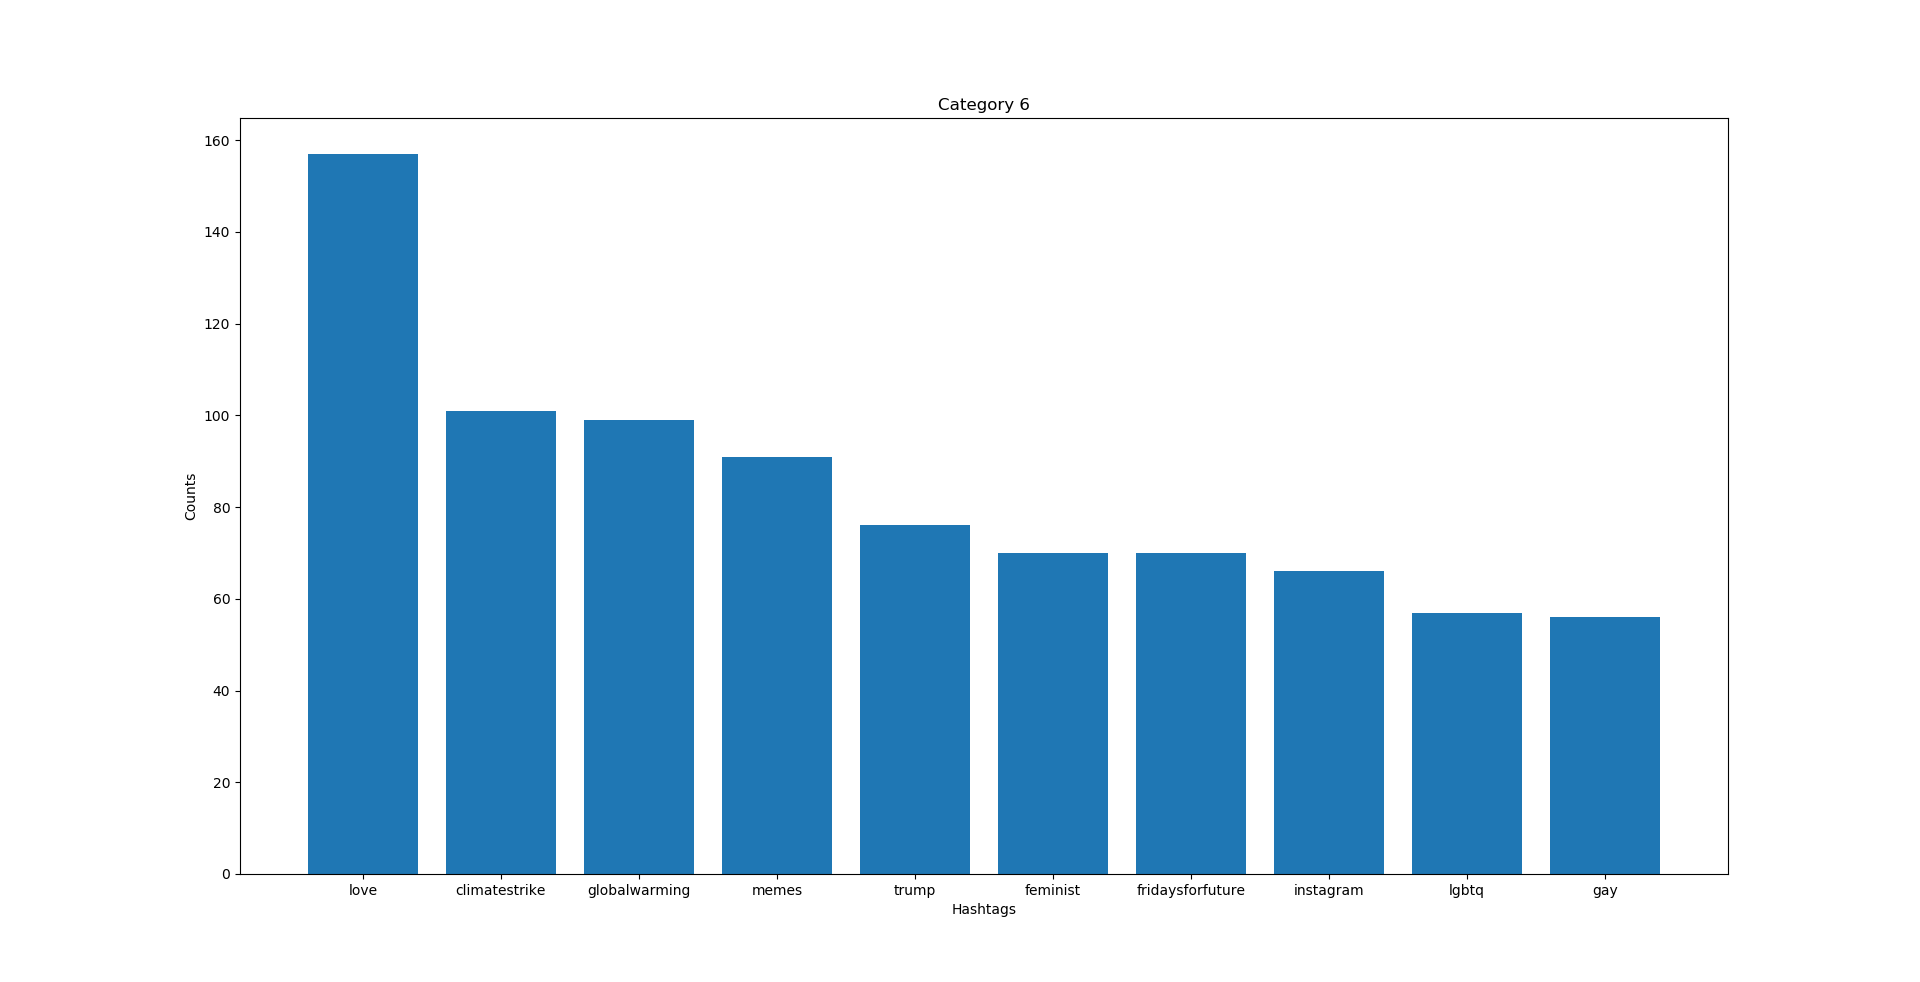 Category 6
160
140
120
100
80
60
40
20
0
Counts
love climatestrike globalwarming memes trump feminist fridaysforfuture instagram lgbtq gay
Hashtags